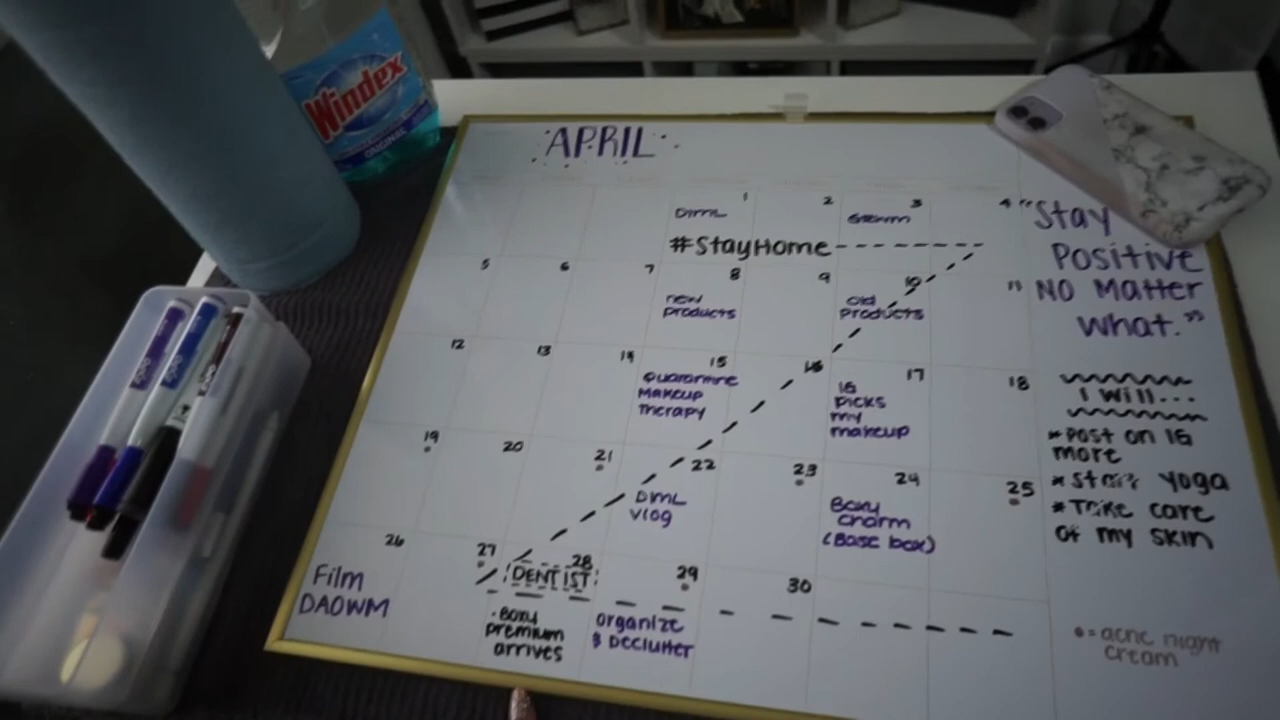 Windex
ORIGINAL
APRIL
1
2
3
4
DIML
GRWM
#StayHome
"Stay
Positive
No Matter
what."
5
6
7
8
9
10
11
new
products
old
products
12
13
14
15
16
17
18
Quarantine
Makeup
Therapy
IG
Picks
my
makeup
I will...
*Post on IG
more
*Start yoga
*Take care
of my skin
19
20
21
22
23
24
25
DML
Vlog
Boxy
Charm
(Base box)
26
27
28
29
30
Film
DAOWM
DENTIST
·Boxy
premium
arrives
organize
& Declutter
•= acne night
cream